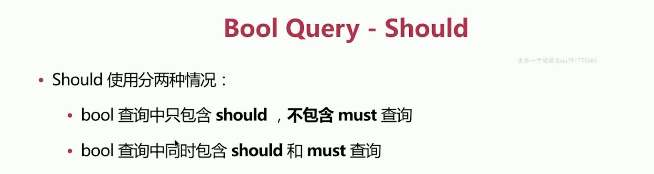 Bool Query - Should
• Should 使用分两种情况：
• bool 查询中只包含 should ，不包含 must 查询
• bool 查询中同时包含 should 和 must 查询